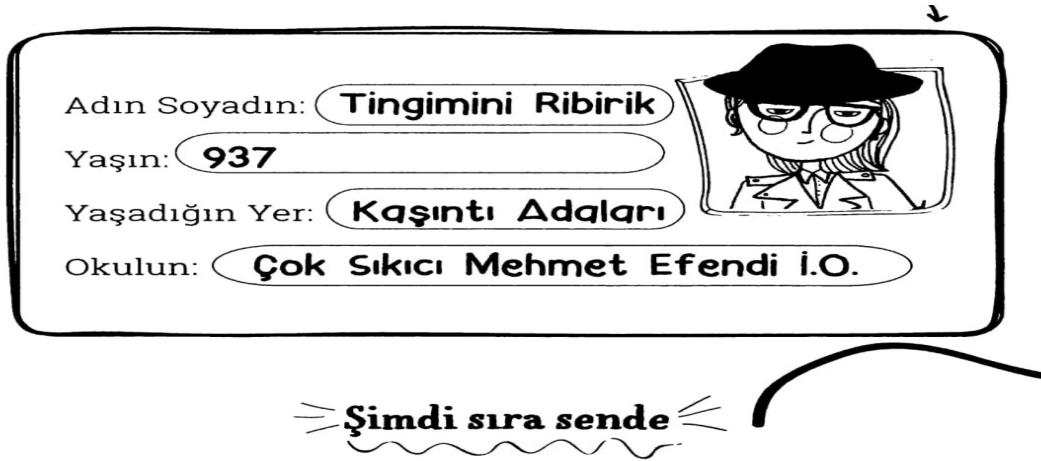 Adın Soyadın: Tingimini Ribirik
Yaşın: 937
Yaşadığın Yer: Kaşıntı Adaları
Okulun: Çok Sıkıcı Mehmet Efendi İ.O.
Şimdi sıra sende